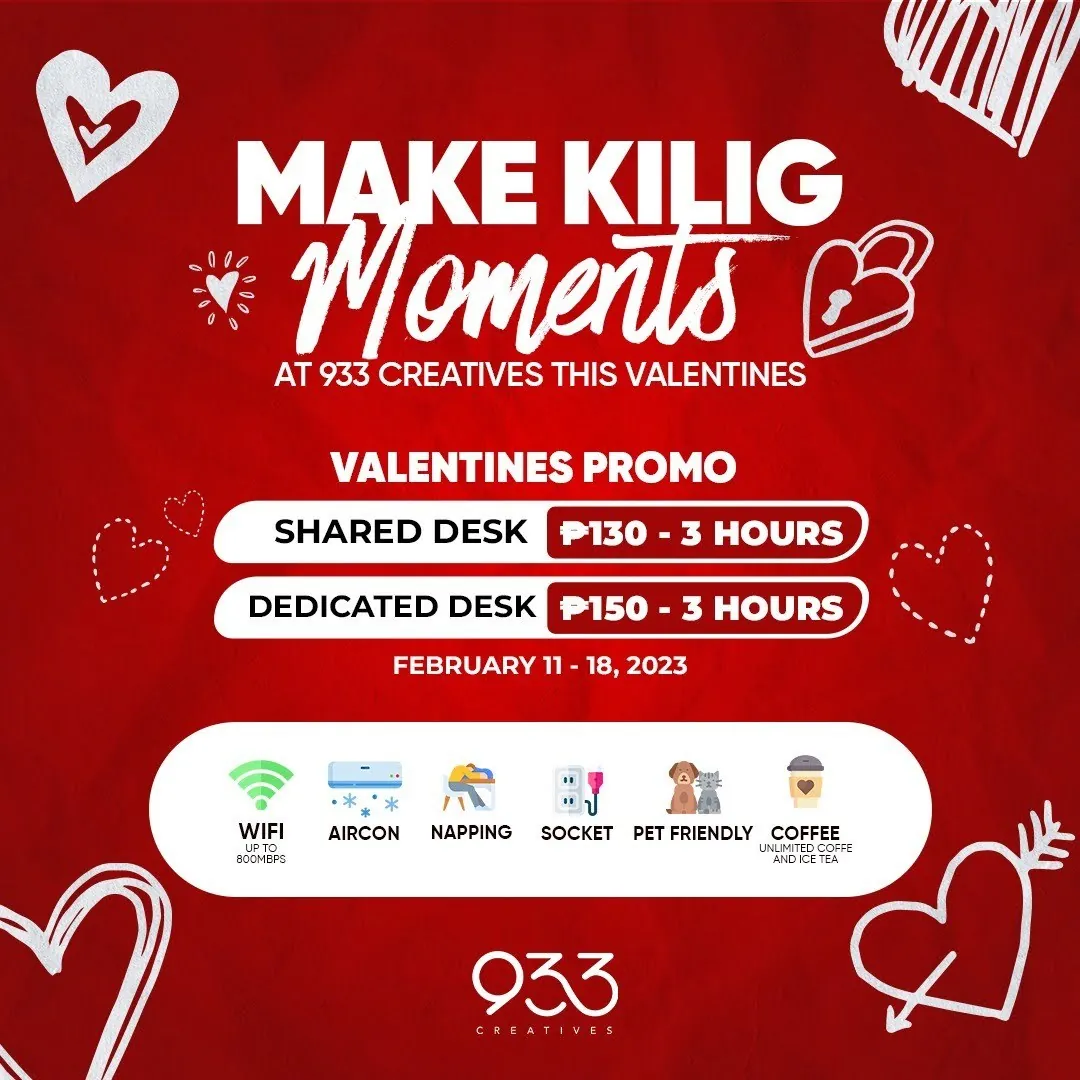 MAKE KILIG
Moments
AT 933 CREATIVES THIS VALENTINES
VALENTINES PROMO
SHARED DESK ₱130 - 3 HOURS
DEDICATED DESK ₱150 - 3 HOURS
FEBRUARY 11 - 18, 2023
WIFI
UP TO
800MBPS
AIRCON
NAPPING
SOCKET
PET FRIENDLY
COFFEE
UNLIMITED COFFE
AND ICE TEA
933
CREATIVES